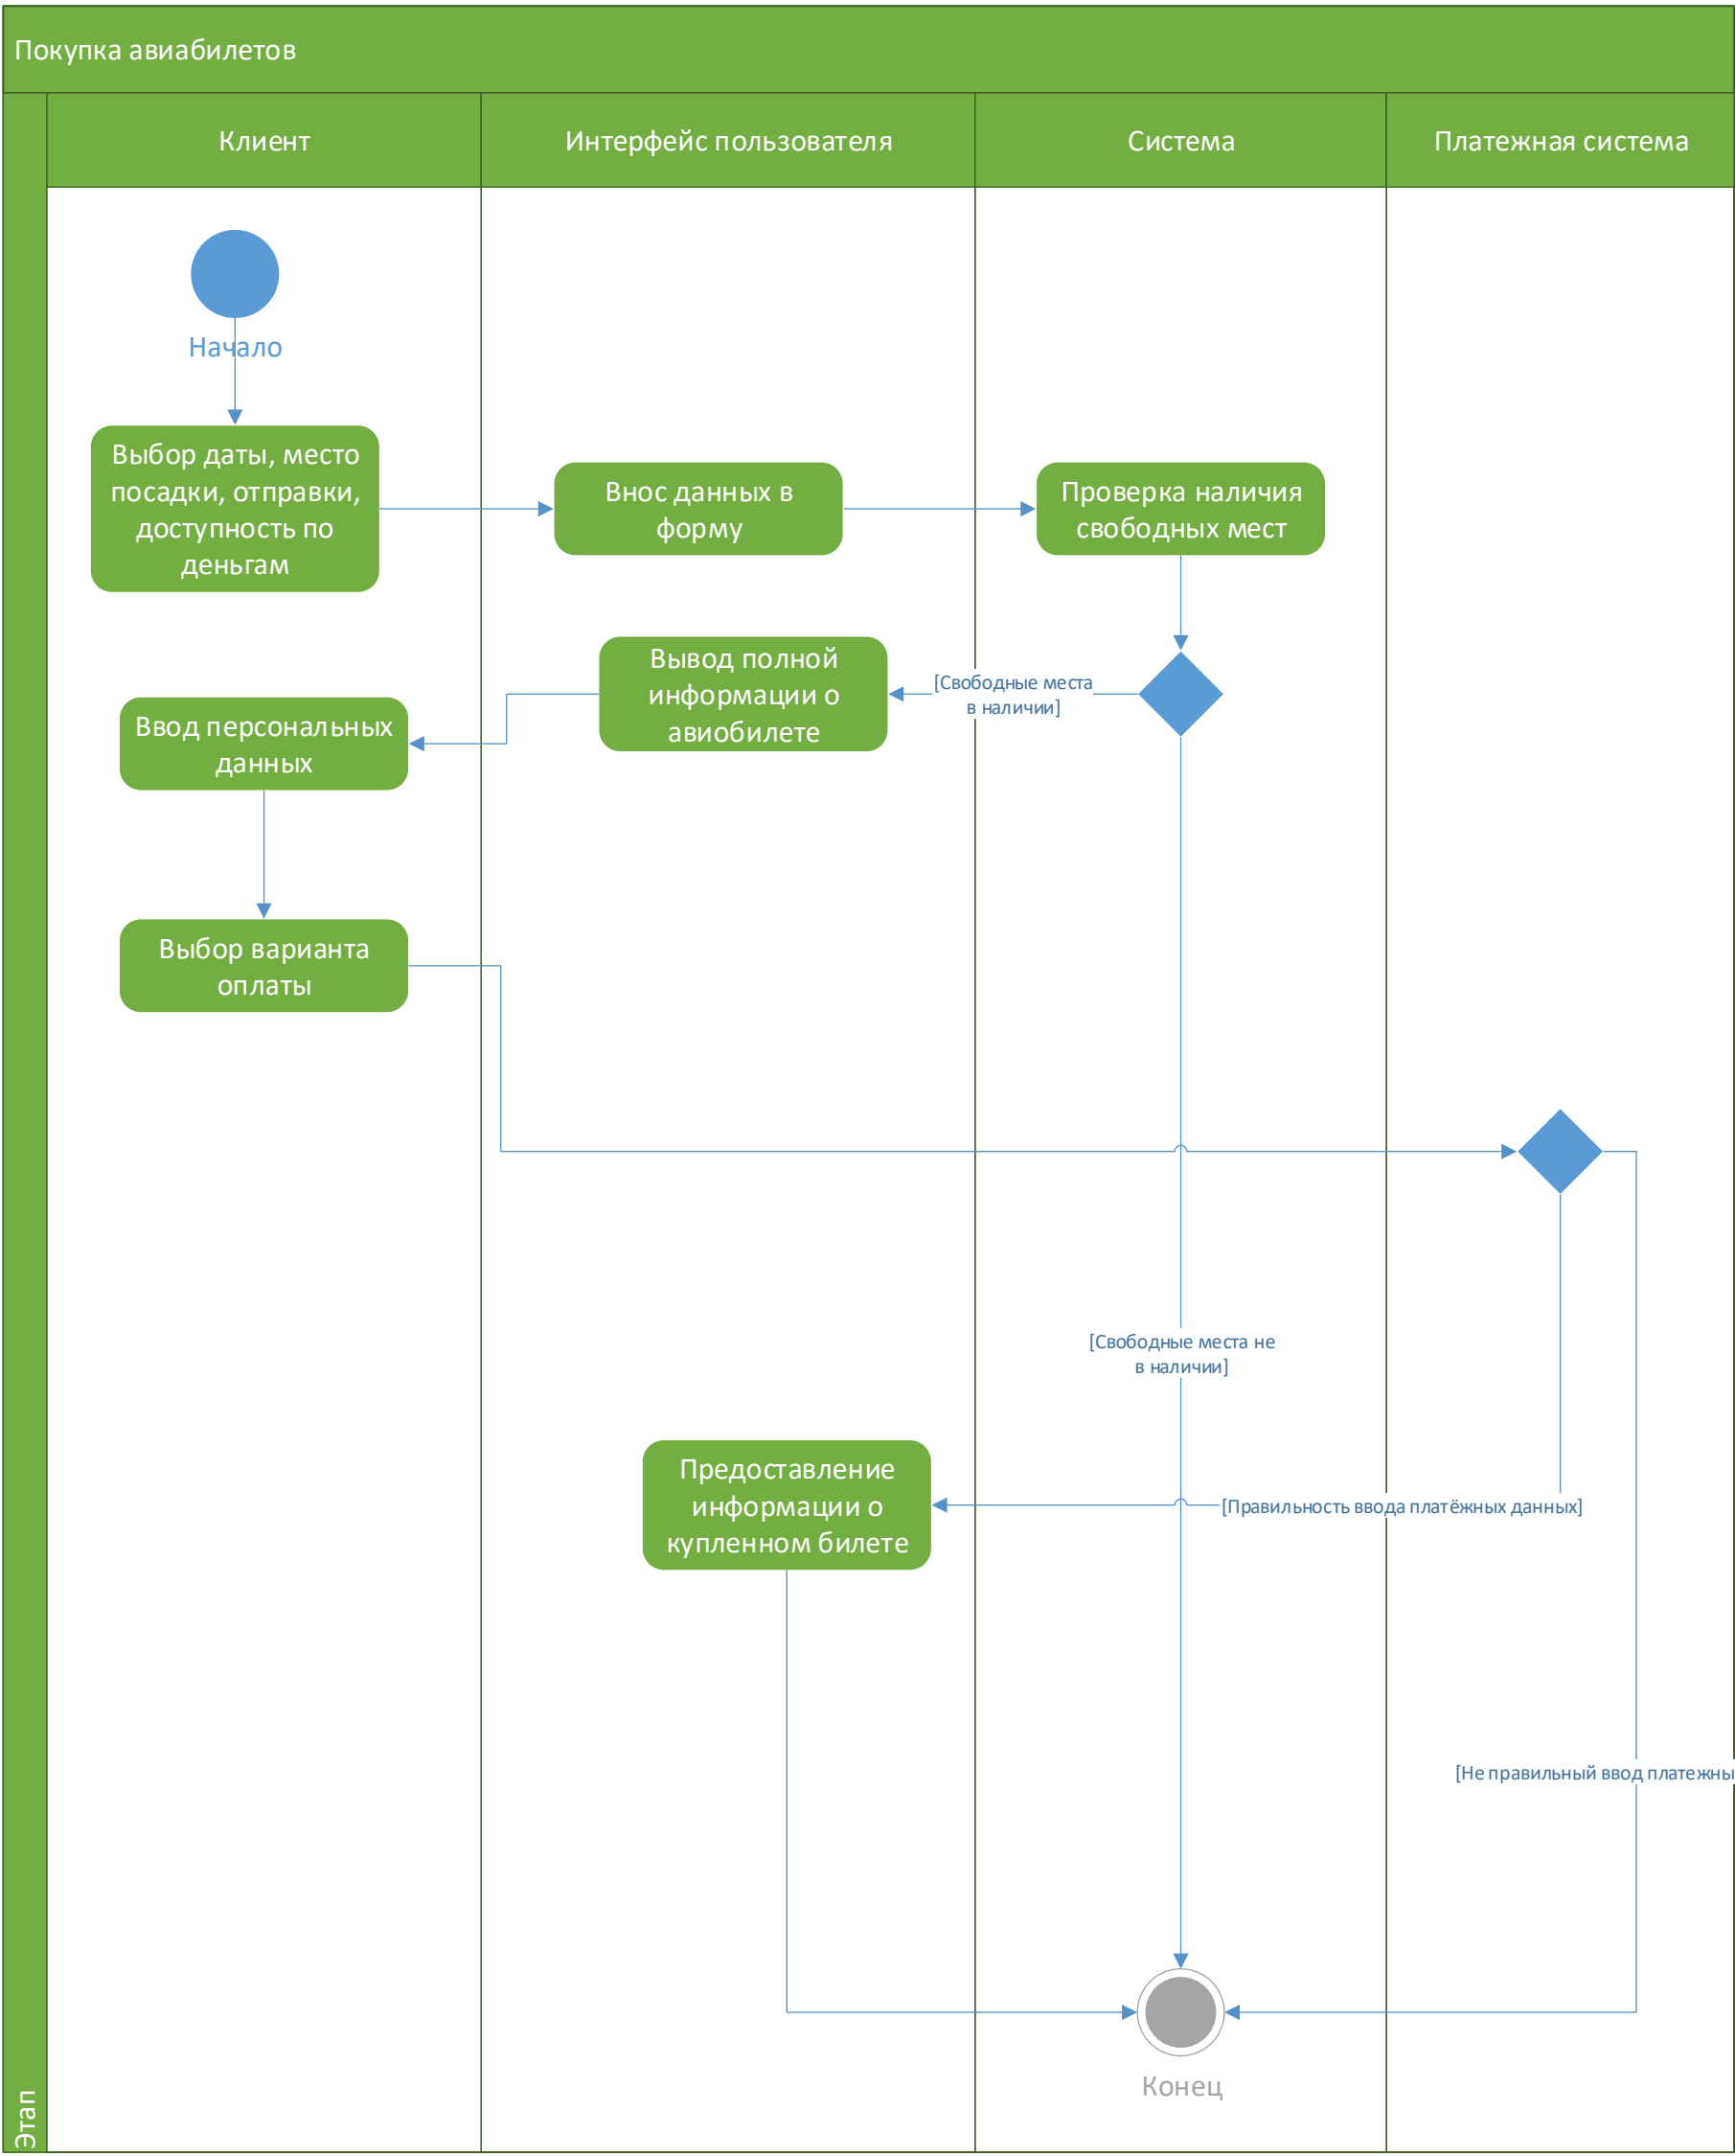 Покупка авиабилетов
Клиент
Интерфейс пользователя
Система
Платежная система
Начало
Выбор даты, место
посадки, отправки,
доступность по
деньгам
Внос данных в
форму
Проверка наличия
свободных мест
Вывод полной
информации о
авиобилете
[Свободные места
в наличии]
Ввод персональных
данных
Выбор варианта
оплаты
[Свободные места не
в наличии]
Предоставление
информации о
купленном билете
[Правильность ввода платёжных данных]
[Не правильный ввод платежны
Конец
Этап